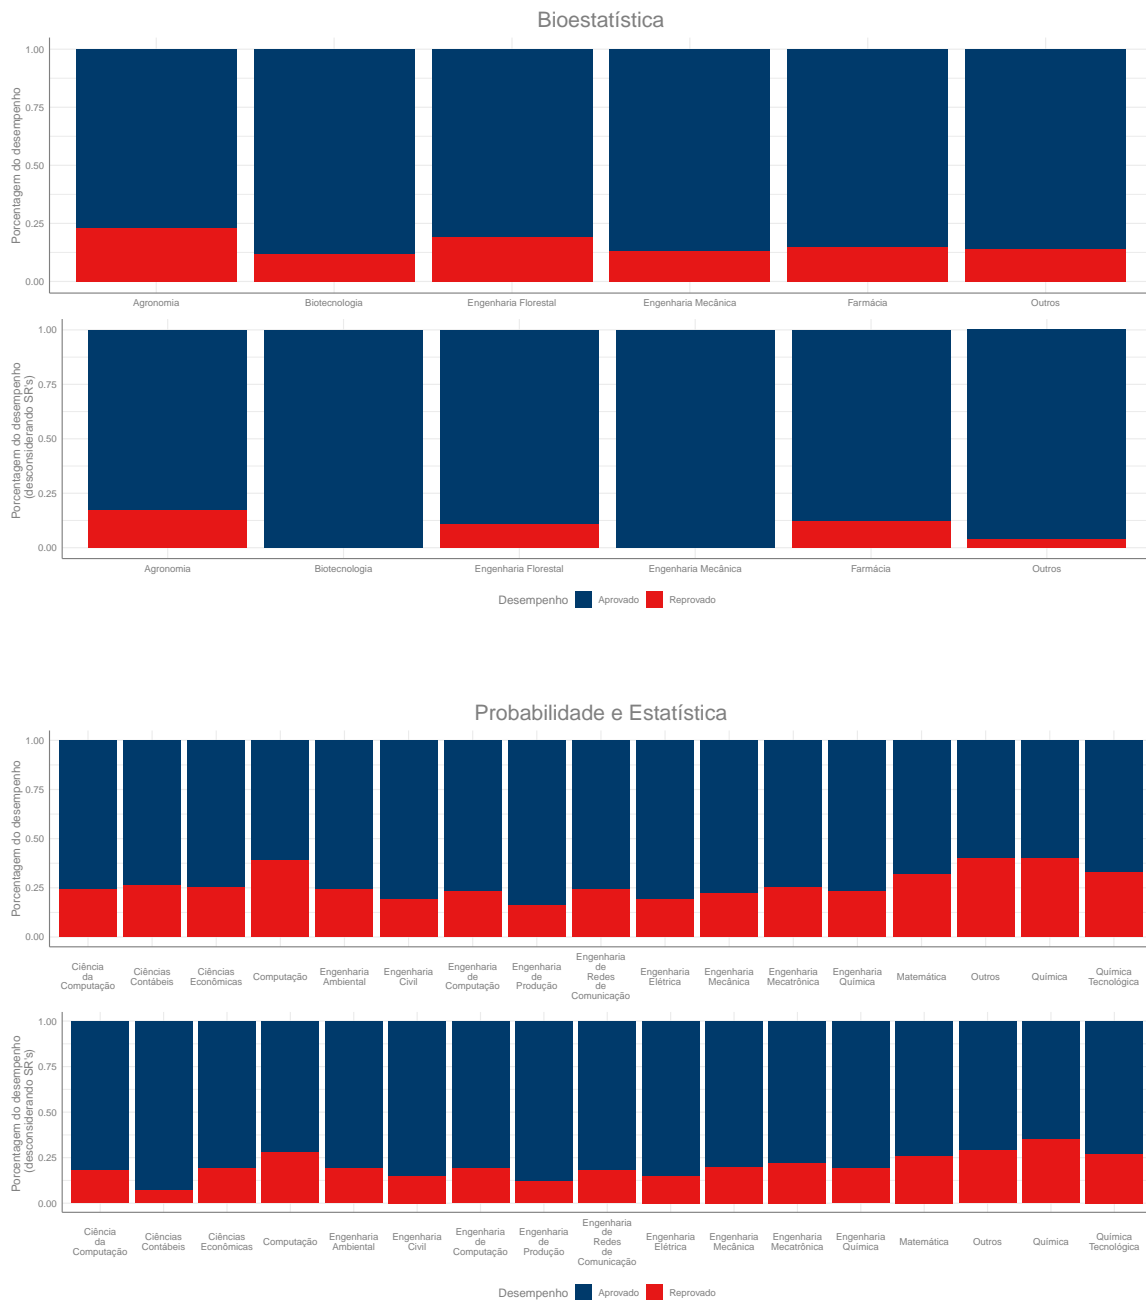 Bioestatística
Porcentagem do desempenho
1.00
0.75
0.50
0.25
0.00
Agronomia
Biotecnologia
Engenharia Florestal
Engenharia Mecânica
Farmácia
Outros
Porcentagem do desempenho
(desconsiderando SR's)
1.00
0.75
0.50
0.25
0.00
Agronomia
Biotecnologia
Engenharia Florestal
Engenharia Mecânica
Farmácia
Outros
Desempenho
Aprovado
Reprovado
Probabilidade e Estatística
Porcentagem do desempenho
1.00
0.75
0.50
0.25
0.00
Ciência
da
Computação
Ciências
Contábeis
Ciências
Econômicas
Computação
Engenharia
Ambiental
Engenharia
Civil
Engenharia
de
Computação
Engenharia
de
Produção
Engenharia
de
Redes
de
Comunicação
Engenharia
Elétrica
Engenharia
Mecânica
Engenharia
Mecatrônica
Engenharia
Química
Matemática
Outros
Química
Química
Tecnológica
Porcentagem do desempenho
(desconsiderando SR's)
1.00
0.75
0.50
0.25
0.00
Ciência
da
Computação
Ciências
Contábeis
Ciências
Econômicas
Computação
Engenharia
Ambiental
Engenharia
Civil
Engenharia
de
Computação
Engenharia
de
Produção
Engenharia
de
Redes
de
Comunicação
Engenharia
Elétrica
Engenharia
Mecânica
Engenharia
Mecatrônica
Engenharia
Química
Matemática
Outros
Química
Química
Tecnológica
Desempenho
Aprovado
Reprovado